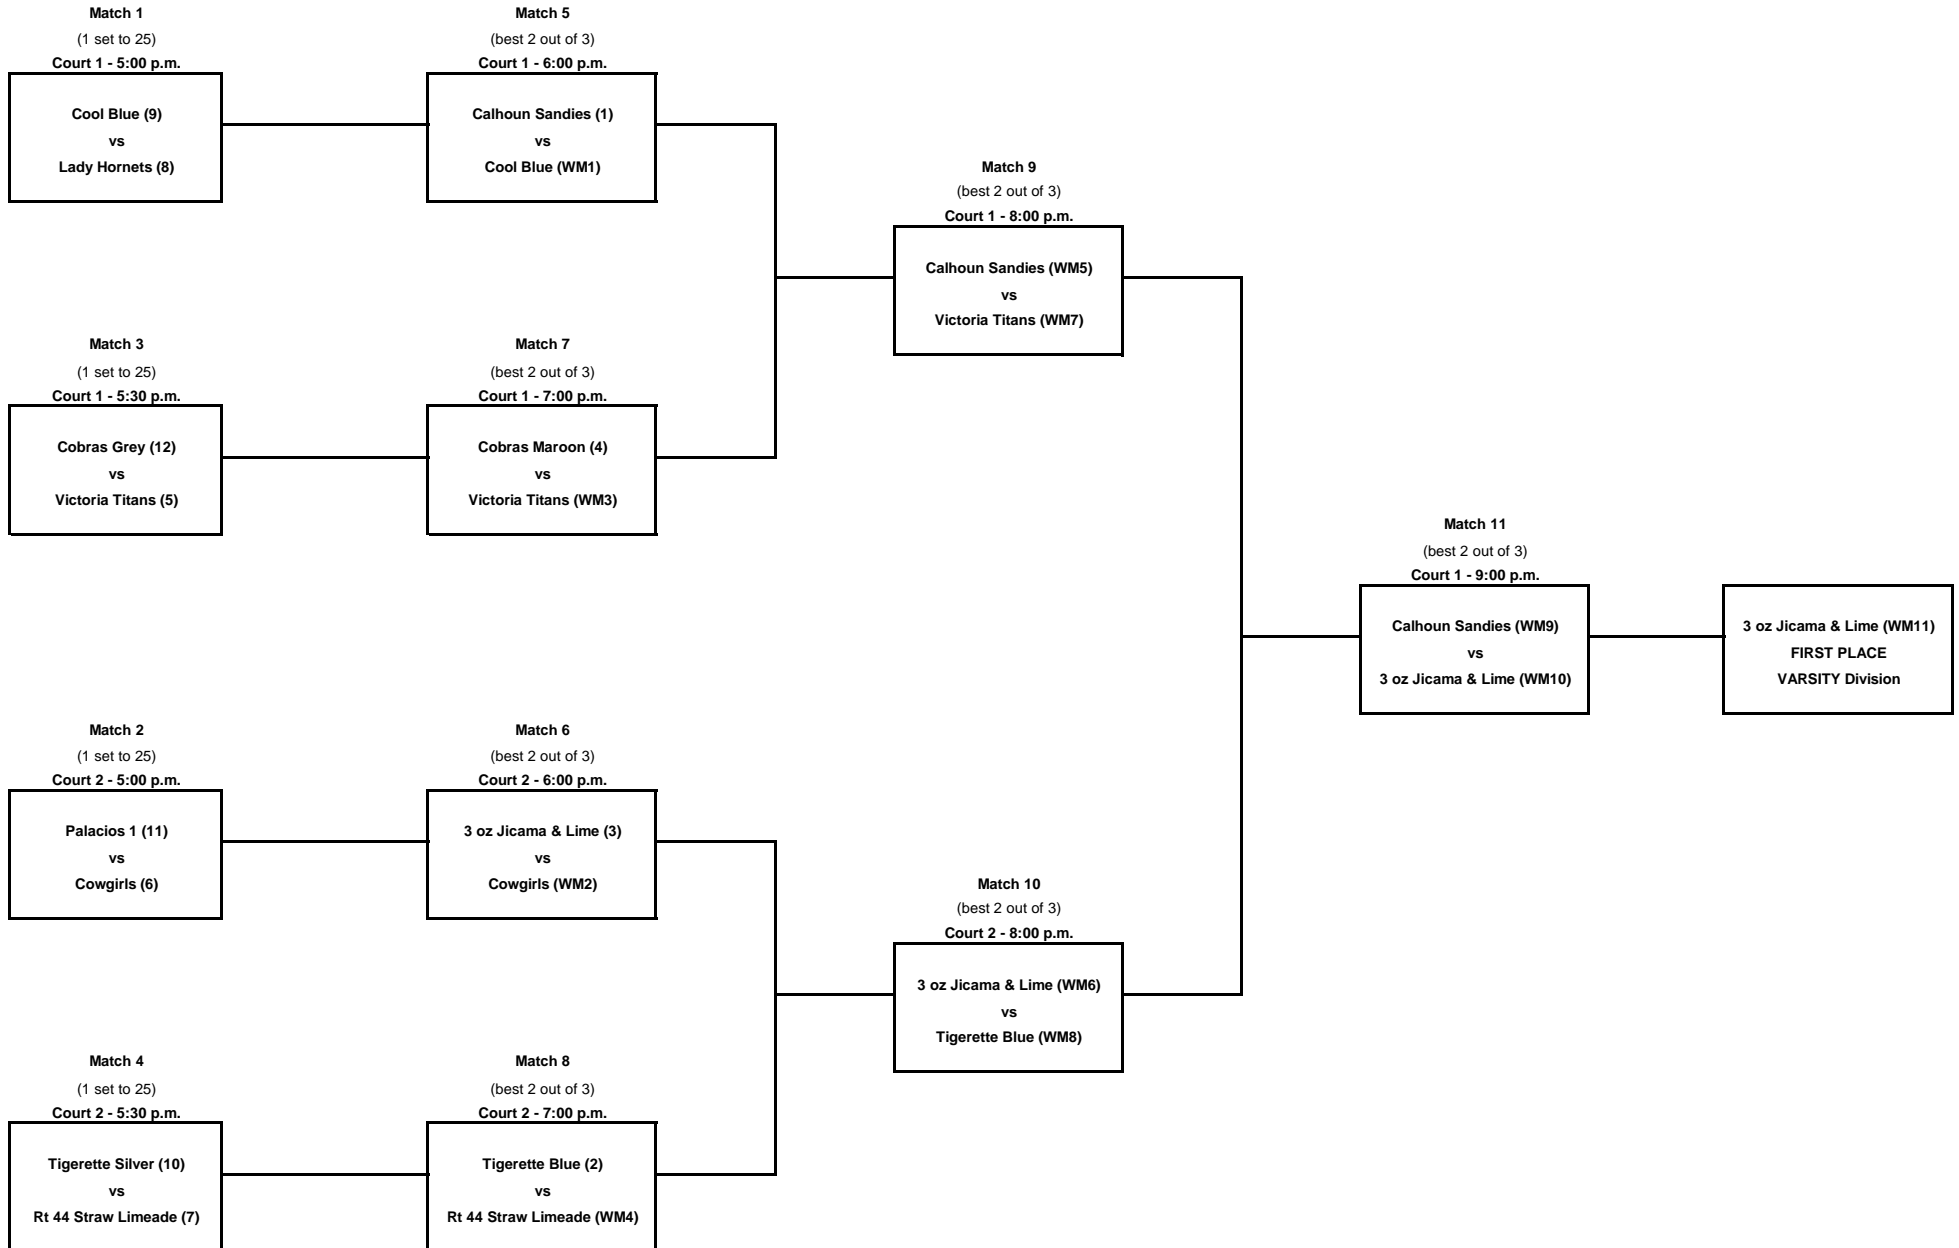 Match 1
(1 set to 25)
Court 1 - 5:00 p.m.
Cool Blue (9)
vs
Lady Hornets (8)
Match 5
(best 2 out of 3)
Court 1 - 6:00 p.m.
Calhoun Sandies (1)
vs
Cool Blue (WM1)
Match 9
(best 2 out of 3)
Court 1 - 8:00 p.m.
Calhoun Sandies (WM5)
vs
Victoria Titans (WM7)
Match 3
(1 set to 25)
Court 1 - 5:30 p.m.
Cobras Grey (12)
vs
Victoria Titans (5)
Match 7
(best 2 out of 3)
Court 1 - 7:00 p.m.
Cobras Maroon (4)
vs
Victoria Titans (WM3)
Match 11
(best 2 out of 3)
Court 1 - 9:00 p.m.
Calhoun Sandies (WM9)
vs
3 oz Jicama & Lime (WM10)
3 oz Jicama & Lime (WM11)
FIRST PLACE
VARSITY Division
Match 2
(1 set to 25)
Court 2 - 5:00 p.m.
Palacios 1 (11)
vs
Cowgirls (6)
Match 6
(best 2 out of 3)
Court 2 - 6:00 p.m.
3 oz Jicama & Lime (3)
vs
Cowgirls (WM2)
Match 10
(best 2 out of 3)
Court 2 - 8:00 p.m.
3 oz Jicama & Lime (WM6)
vs
Tigerette Blue (WM8)
Match 4
(1 set to 25)
Court 2 - 5:30 p.m.
Tigerette Silver (10)
vs
Rt 44 Straw Limeade (7)
Match 8
(best 2 out of 3)
Court 2 - 7:00 p.m.
Tigerette Blue (2)
vs
Rt 44 Straw Limeade (WM4)